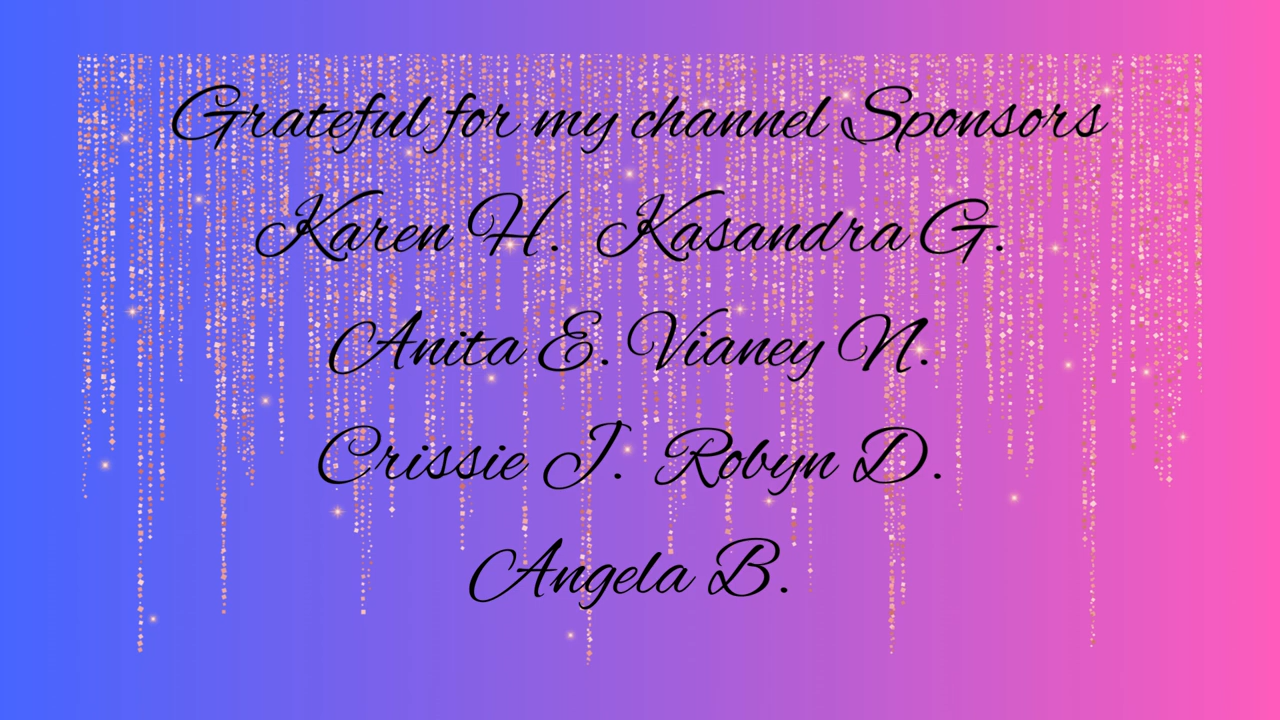 Grateful for my channel Sponsors
Karen H. Kasandra G.
Anita E. Vianey N.
Crissie J. Robyn D.
Angela B.